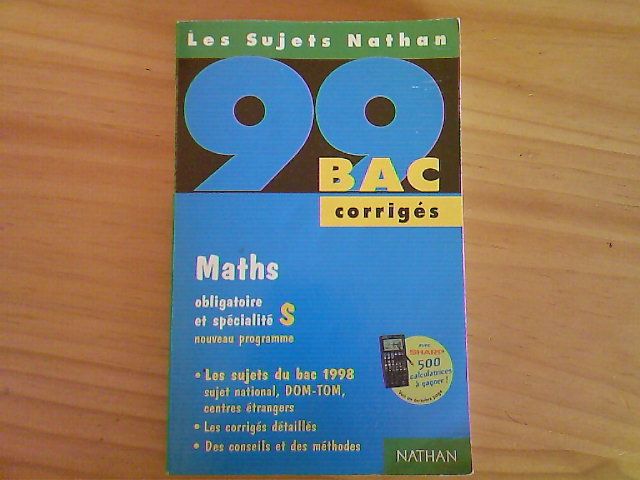 Les Sujets Nathan
99
BAC
corrigés
Maths
obligatoire
et spécialité S
nouveau programme
• Les sujets du bac 1998
sujet national, DOM-TOM,
centres étrangers
• Les corrigés détaillés
• Des conseils et des méthodes
AVEC
SHARP
500
calculatrices
à gagner !
NATHAN